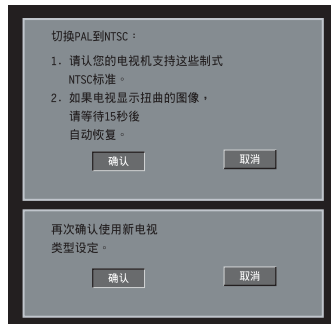 切换PAL到NTSC：
1. 请认您的电视机支持这些制式
NTSC标准。
2. 如果电视显示扭曲的图像，
请等待15秒後
自动恢复。
确认
取消
再次确认使用新电视
类型设定。
确认
取消